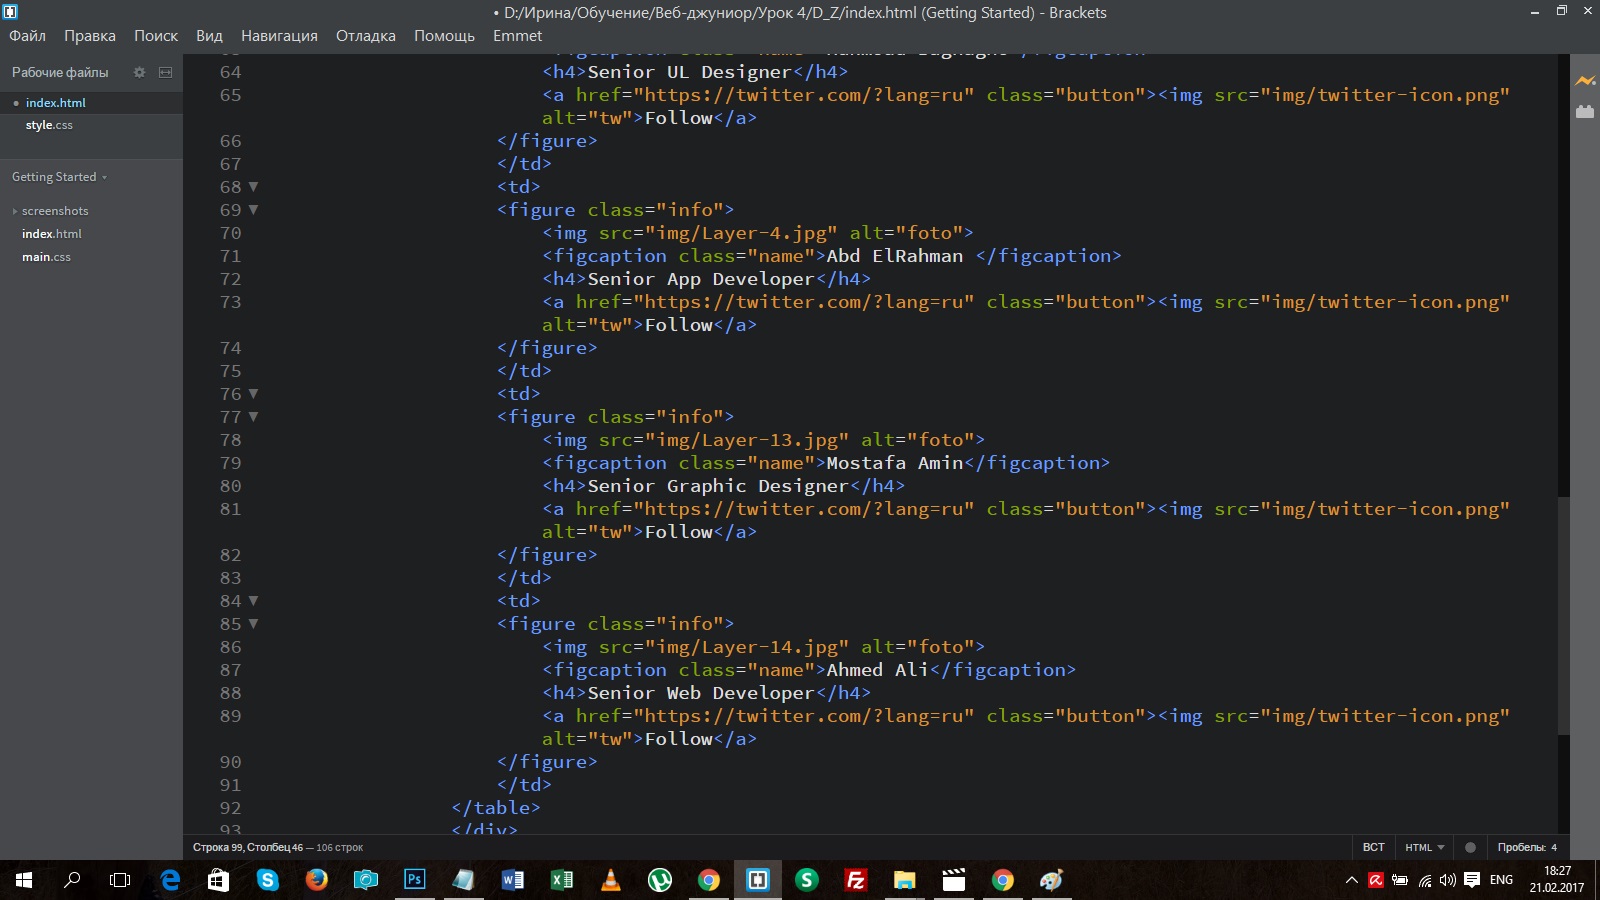 • D:/Ирина/Обучение/Веб-джуниор/Урок 4/D_Z/index.html (Getting Started) - Brackets
Файл Правка Поиск Вид Навигация Отладка Помощь Emmet
Рабочие файлы
index.html
style.css
Getting Started
screenshots
index.html
main.css
64 <h4>Senior UL Designer</h4>
65 <a href="https://twitter.com/?lang=ru" class="button"><img src="img/twitter-icon.png"
alt="tw">Follow</a>
66 </figure>
67 </td>
68 <td>
69 <figure class="info">
70 <img src="img/Layer-4.jpg" alt="foto">
71 <figcaption class="name">Abd ElRahman </figcaption>
72 <h4>Senior App Developer</h4>
73 <a href="https://twitter.com/?lang=ru" class="button"><img src="img/twitter-icon.png"
alt="tw">Follow</a>
74 </figure>
75 </td>
76 <td>
77 <figure class="info">
78 <img src="img/Layer-13.jpg" alt="foto">
79 <figcaption class="name">Mostafa Amin</figcaption>
80 <h4>Senior Graphic Designer</h4>
81 <a href="https://twitter.com/?lang=ru" class="button"><img src="img/twitter-icon.png"
alt="tw">Follow</a>
82 </figure>
83 </td>
84 <td>
85 <figure class="info">
86 <img src="img/Layer-14.jpg" alt="foto">
87 <figcaption class="name">Ahmed Ali</figcaption>
88 <h4>Senior Web Developer</h4>
89 <a href="https://twitter.com/?lang=ru" class="button"><img src="img/twitter-icon.png"
alt="tw">Follow</a>
90 </figure>
91 </td>
92 </table>
93 </div>
Строка 99, Столбец 46 — 106 строк
ВСТ HTML Пробелы: 4
ENG
18:27
21.02.2017